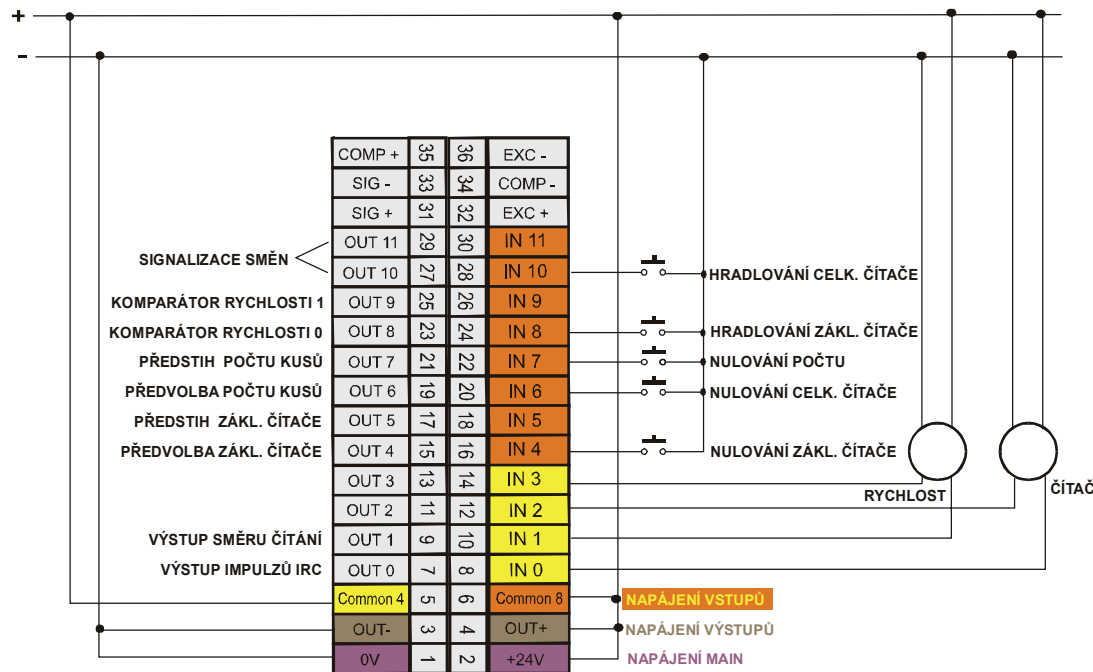 +
-
COMP + 35 36 EXC -
SIG - 33 34 COMP -
SIG + 31 32 EXC +
OUT 11 29 30 IN 11
SIGNALIZACE SMĚN
OUT 10 27 28 IN 10 HRADLOVÁNÍ CELK. ČÍTAČE
KOMPARÁTOR RYCHLOSTI 1 OUT 9 25 26 IN 9
KOMPARÁTOR RYCHLOSTI 0 OUT 8 23 24 IN 8 HRADLOVÁNÍ ZÁKL. ČÍTAČE
PŘEDSTIH POČTU KUSŮ OUT 7 21 22 IN 7 NULOVÁNÍ POČTU
PŘEDVOLBA POČTU KUSŮ OUT 6 19 20 IN 6 NULOVÁNÍ CELK. ČÍTAČE
PŘEDSTIH ZÁKL. ČÍTAČE OUT 5 17 18 IN 5
PŘEDVOLBA ZÁKL. ČÍTAČE OUT 4 15 16 IN 4 NULOVÁNÍ ZÁKL. ČÍTAČE
OUT 3 13 14 IN 3 RYCHLOST ČÍTAČ
OUT 2 11 12 IN 2
VÝSTUP SMĚRU ČÍTÁNÍ OUT 1 9 10 IN 1
VÝSTUP IMPULZŮ IRC OUT 0 7 8 IN 0
Common 4 5 6 Common 8 NAPÁJENÍ VSTUPŮ
OUT- 3 4 OUT+ NAPÁJENÍ VÝSTUPŮ
0V 1 2 +24V NAPÁJENÍ MAIN